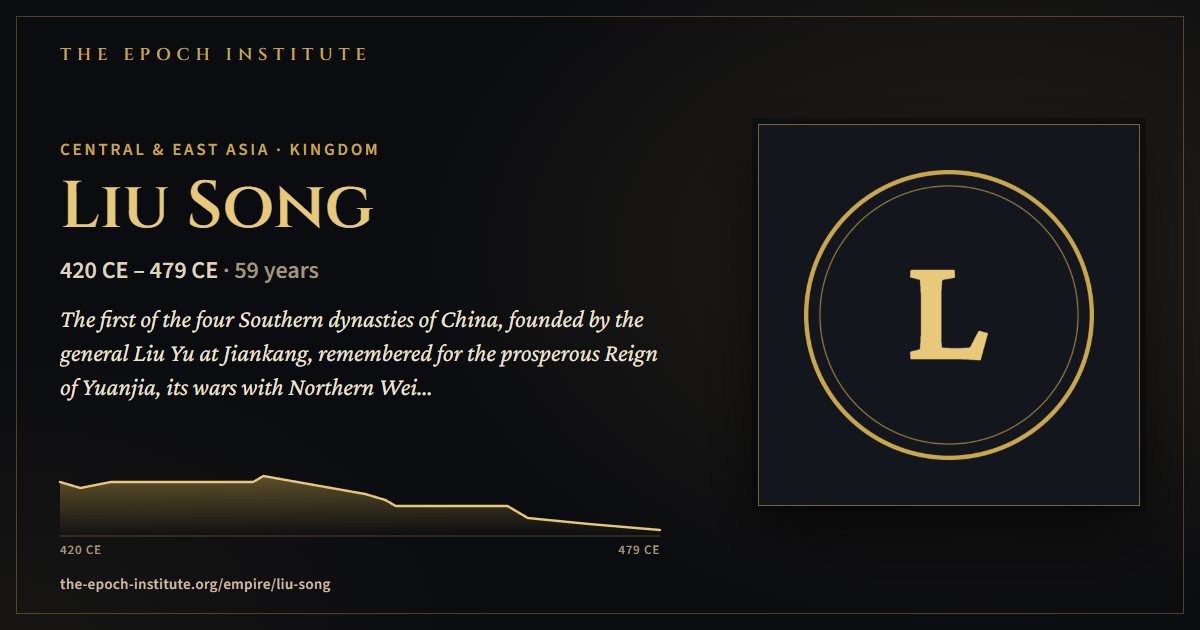 THE EPOCH INSTITUTE
CENTRAL & EAST ASIA · KINGDOM
LIU SONG
420 CE – 479 CE · 59 years
The first of the four Southern dynasties of China, founded by the
general Liu Yu at Jiankang, remembered for the prosperous Reign
of Yuanjia, its wars with Northern Wei...
L
420 CE 479 CE
the-epoch-institute.org/empire/liu-song